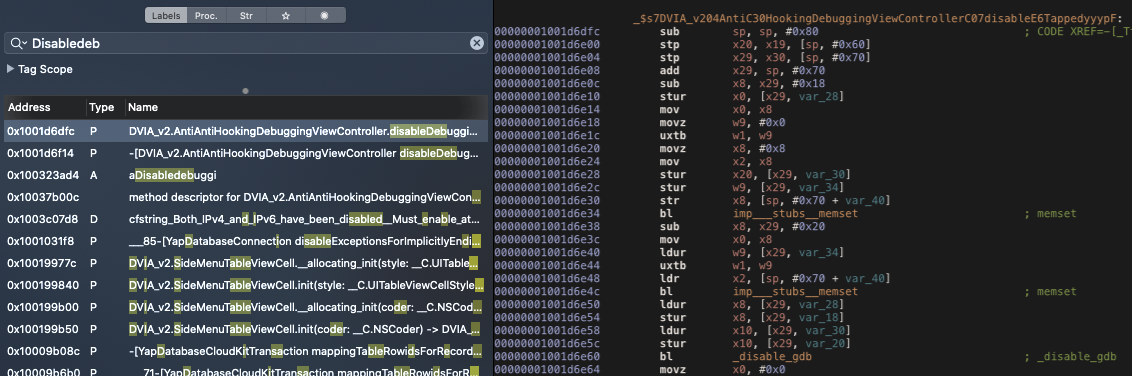 Labels Proc. Str ☆
Disabledeb
Tag Scope
Address Type Name
0x1001d6dfc P DVIA_v2.AntiAntiHookingDebuggingViewController.disableDebuggi...
0x1001d6f14 P -[DVIA_v2.AntiAntiHookingDebuggingViewController disableDebug...
0x100323ad4 A aDisabledebuggi
0x10037b00c method descriptor for DVIA_v2.AntiAntiHookingDebuggingViewCon...
0x1003c07d8 D cfstring_Both_IPv4_and_IPv6_have_been_disabled__Must_enable_at...
0x1001031f8 P ___85-[YapDatabaseConnection disableExceptionsForImplicitlyEndi...
0x10019977c P DVIA_v2.SideMenuTableViewCell.__allocating_init(style: __C.UITable...
0x100199840 P DVIA_v2.SideMenuTableViewCell.init(style: __C.UITableViewCellStyle...
0x100199b00 P DVIA_v2.SideMenuTableViewCell.__allocating_init(coder: __C.NSCod...
0x100199b50 P DVIA_v2.SideMenuTableViewCell.init(coder: __C.NSCoder) -> DVIA_...
0x10009b08c P -[YapDatabaseCloudKitTransaction mappingTableRowidsForRecord...
0x10009b6b0 P ___71-[YapDatabaseCloudKitTransaction mappingTableRowidsForR...
_$s7DVIA_v204AntiC30HookingDebuggingViewControllerC07disableE6TappedyyypF:
00000001001d6dfc sub sp, sp, #0x80 ; CODE XREF=-[_T
00000001001d6e00 stp x20, x19, [sp, #0x60]
00000001001d6e04 stp x29, x30, [sp, #0x70]
00000001001d6e08 add x29, sp, #0x70
00000001001d6e0c sub x8, x29, #0x18
00000001001d6e10 stur x0, [x29, var_28]
00000001001d6e14 mov x0, x8
00000001001d6e18 movz w9, #0x0
00000001001d6e1c uxtb w1, w9
00000001001d6e20 movz x8, #0x8
00000001001d6e24 mov x2, x8
00000001001d6e28 stur x20, [x29, var_30]
00000001001d6e2c stur w9, [x29, var_34]
00000001001d6e30 str x8, [sp, #0x70 + var_40]
00000001001d6e34 bl imp___stubs__memset ; memset
00000001001d6e38 sub x8, x29, #0x20
00000001001d6e3c mov x0, x8
00000001001d6e40 ldur w9, [x29, var_34]
00000001001d6e44 uxtb w1, w9
00000001001d6e48 ldr x2, [sp, #0x70 + var_40]
00000001001d6e4c bl imp___stubs__memset ; memset
00000001001d6e50 ldur x8, [x29, var_28]
00000001001d6e54 stur x8, [x29, var_18]
00000001001d6e58 ldur x10, [x29, var_30]
00000001001d6e5c stur x10, [x29, var_20]
00000001001d6e60 bl _disable_gdb ; _disable_gdb
00000001001d6e64 movz x0, #0x0